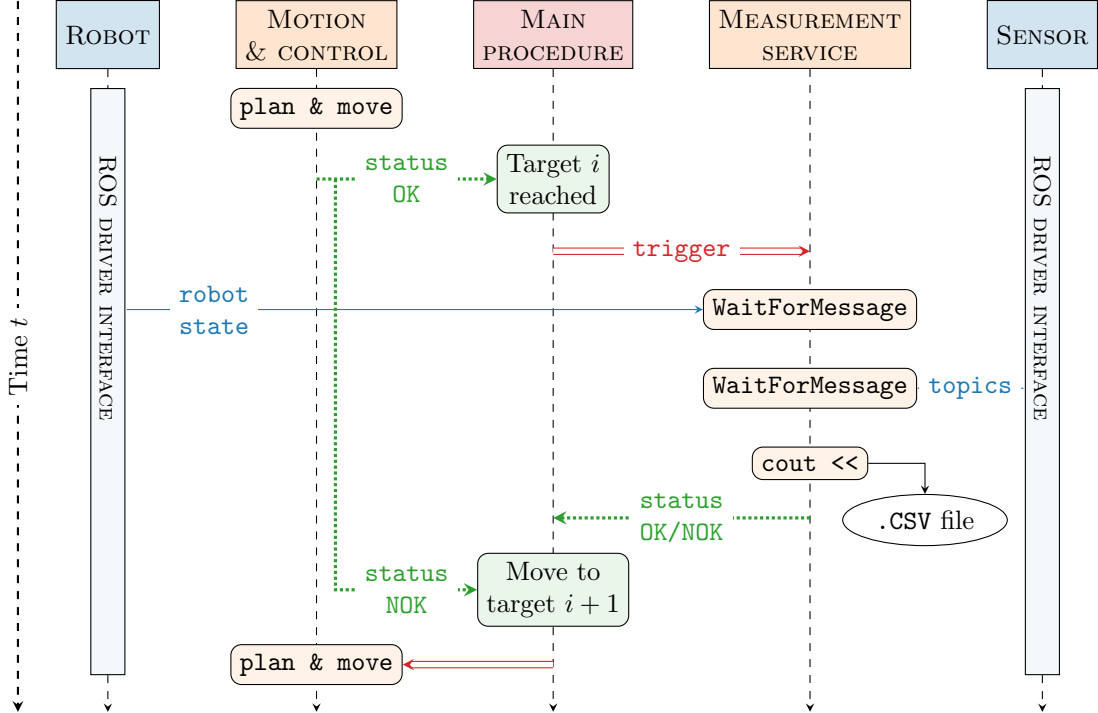 ROBOT
MOTION
& CONTROL
MAIN
PROCEDURE
MEASUREMENT
SERVICE
SENSOR
plan & move
status
OK
Target i
reached
trigger
robot
state
WaitForMessage
WaitForMessage
topics
cout <<
.CSV file
status
OK/NOK
status
NOK
Move to
target i + 1
plan & move
Time t
ROS DRIVER INTERFACE
ROS DRIVER INTERFACE